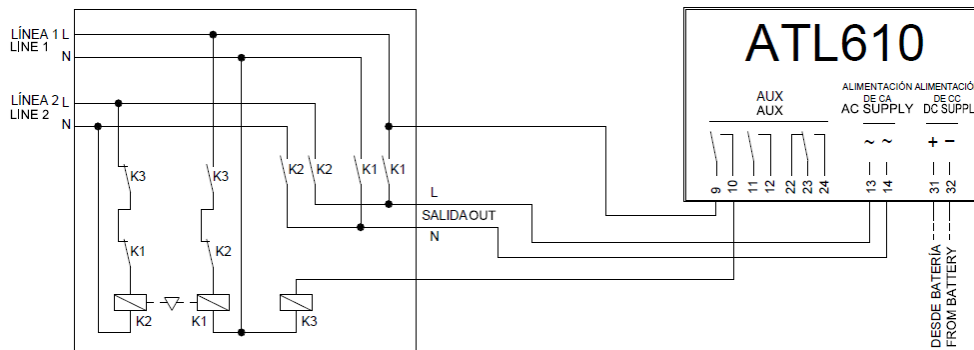 LÍNEA 1 L
LINE 1
N
LÍNEA 2 L
LINE 2
N
K3
K3
K2
K2
K1
K1
K1
K2
L
SALIDA OUT
N
K2
K1
K3
ATL610
AUX
AUX
ALIMENTACIÓN
DE CA
AC SUPPLY
ALIMENTACIÓ
DE CC
DC SUPPL
~ ~
+ −
9
10
11
12
22
23
24
13
14
31
32
DESDE BATERÍA
FROM BATTERY